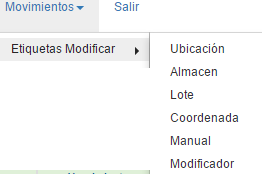 Movimientos Salir
Etiquetas Modificar
Ubicación
Almacen
Lote
Coordenada
Manual
Modificador